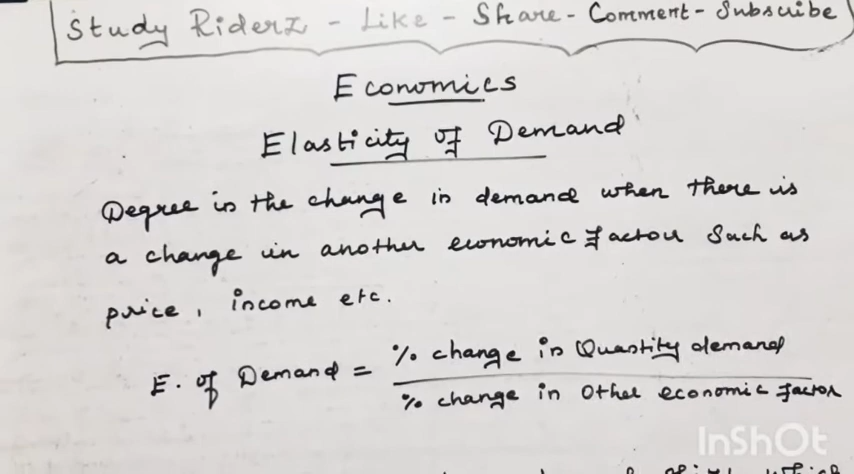 Study Riderz - Like - Share - Comment - Subscribe
Economics
Elasticity of Demand
Degree in the change in demand when there is
a change in another economic factor Such as
price, income etc.
E. of Demand = % change in Quantity demand
% change in Other economic factor
which
InShOt